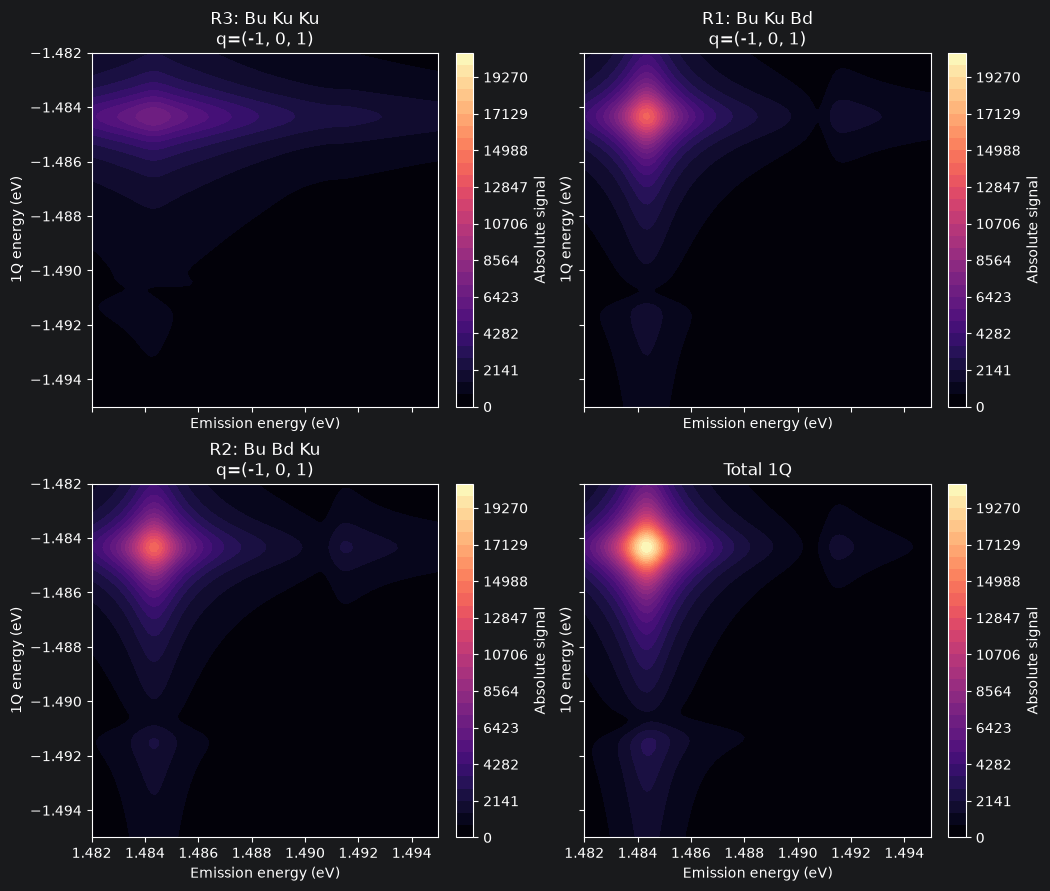 R3: Bu Ku Ku
q=(-1, 0, 1)
−1.482
−1.484
−1.486
−1.488
−1.490
−1.492
−1.494
1Q energy (eV)
Emission energy (eV)
19270
17129
14988
12847
10706
8564
6423
4282
2141
0
Absolute signal
R1: Bu Ku Bd
q=(-1, 0, 1)
1Q energy (eV)
Emission energy (eV)
19270
17129
14988
12847
10706
8564
6423
4282
2141
0
Absolute signal
R2: Bu Bd Ku
q=(-1, 0, 1)
−1.482
−1.484
−1.486
−1.488
−1.490
−1.492
−1.494
1Q energy (eV)
1.482 1.484 1.486 1.488 1.490 1.492 1.494
Emission energy (eV)
19270
17129
14988
12847
10706
8564
6423
4282
2141
0
Absolute signal
Total 1Q
1Q energy (eV)
1.482 1.484 1.486 1.488 1.490 1.492 1.494
Emission energy (eV)
19270
17129
14988
12847
10706
8564
6423
4282
2141
0
Absolute signal